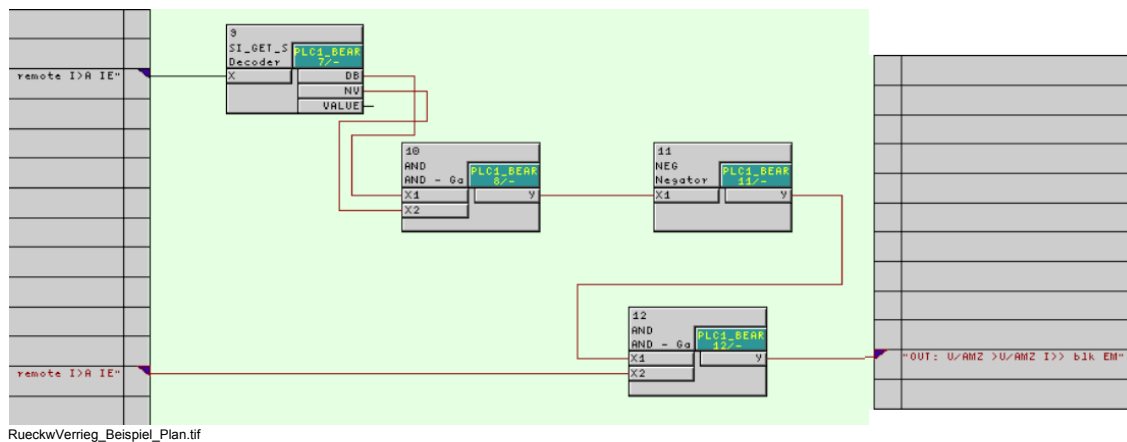 9
SI_GET_S
Decoder
PLC1_BEAR
7/-
X
DB
NV
VALUE
remote I>A IE"
10
AND
AND - Ga
PLC1_BEAR
8/-
X1
Y
X2
11
NEG
Negator
PLC1_BEAR
11/-
X1
Y
12
AND
AND - Ga
PLC1_BEAR
12/-
X1
Y
X2
remote I>A IE"
"OUT: U/AMZ >U/AMZ I>> blk EM"
RueckwVerrieg_Beispiel_Plan.tif